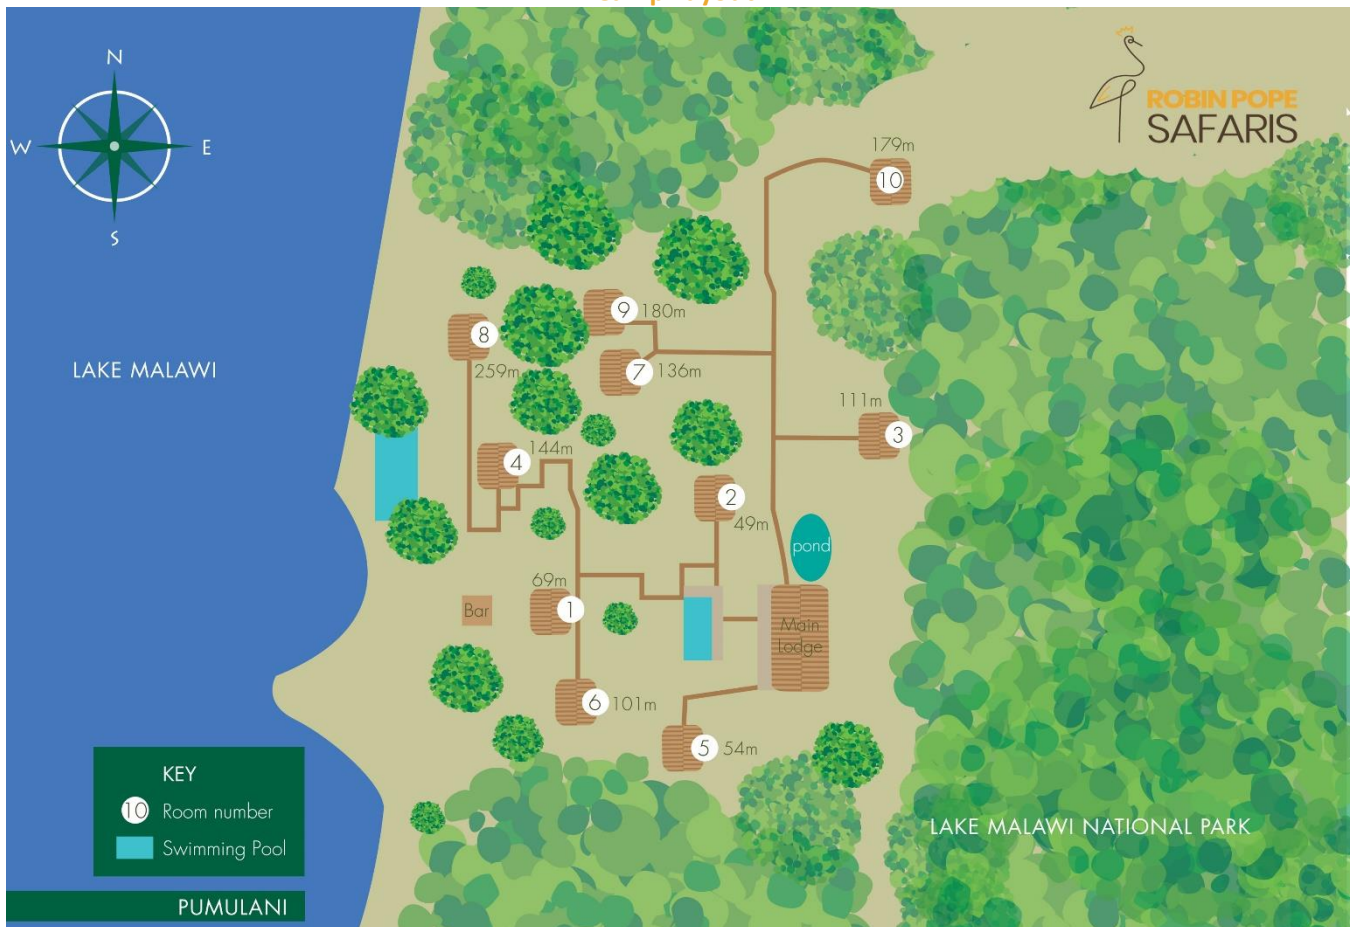 N
W E
S
ROBIN POPE
SAFARIS
179m
10
9 180m
8
259m
7 136m
LAKE MALAWI
111m
3
144m
4
2
49m
pond
69m
1
Bar
Main
Lodge
6 101m
5 54m
KEY
10 Room number
Swimming Pool
PUMULANI
LAKE MALAWI NATIONAL PARK